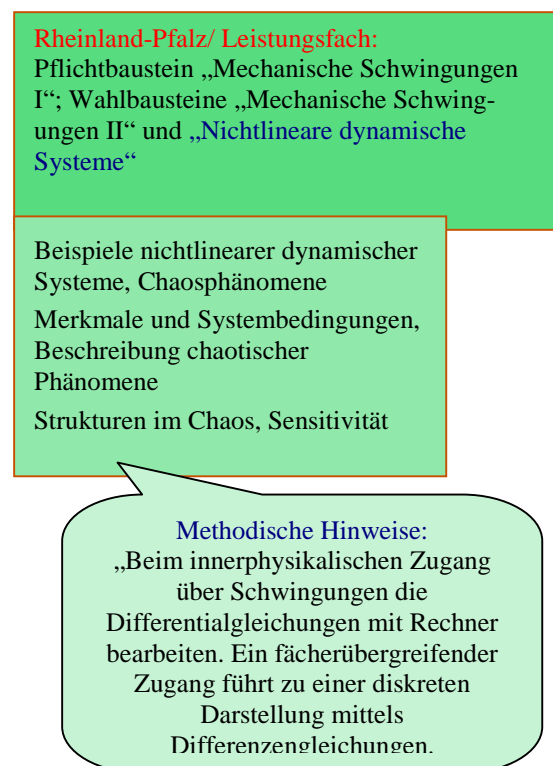 Rheinland-Pfalz/ Leistungsfach:
Pflichtbaustein „Mechanische Schwingungen
I“; Wahlbausteine „Mechanische Schwing-
ungen II“ und „Nichtlineare dynamische
Systeme“
Beispiele nichtlinearer dynamischer
Systeme, Chaosphänomene
Merkmale und Systembedingungen,
Beschreibung chaotischer
Phänomene
Strukturen im Chaos, Sensitivität
Methodische Hinweise:
„Beim innerphysikalischen Zugang
über Schwingungen die
Differentialgleichungen mit Rechner
bearbeiten. Ein fächerübergreifender
Zugang führt zu einer diskreten
Darstellung mittels
Differenzengleichungen.